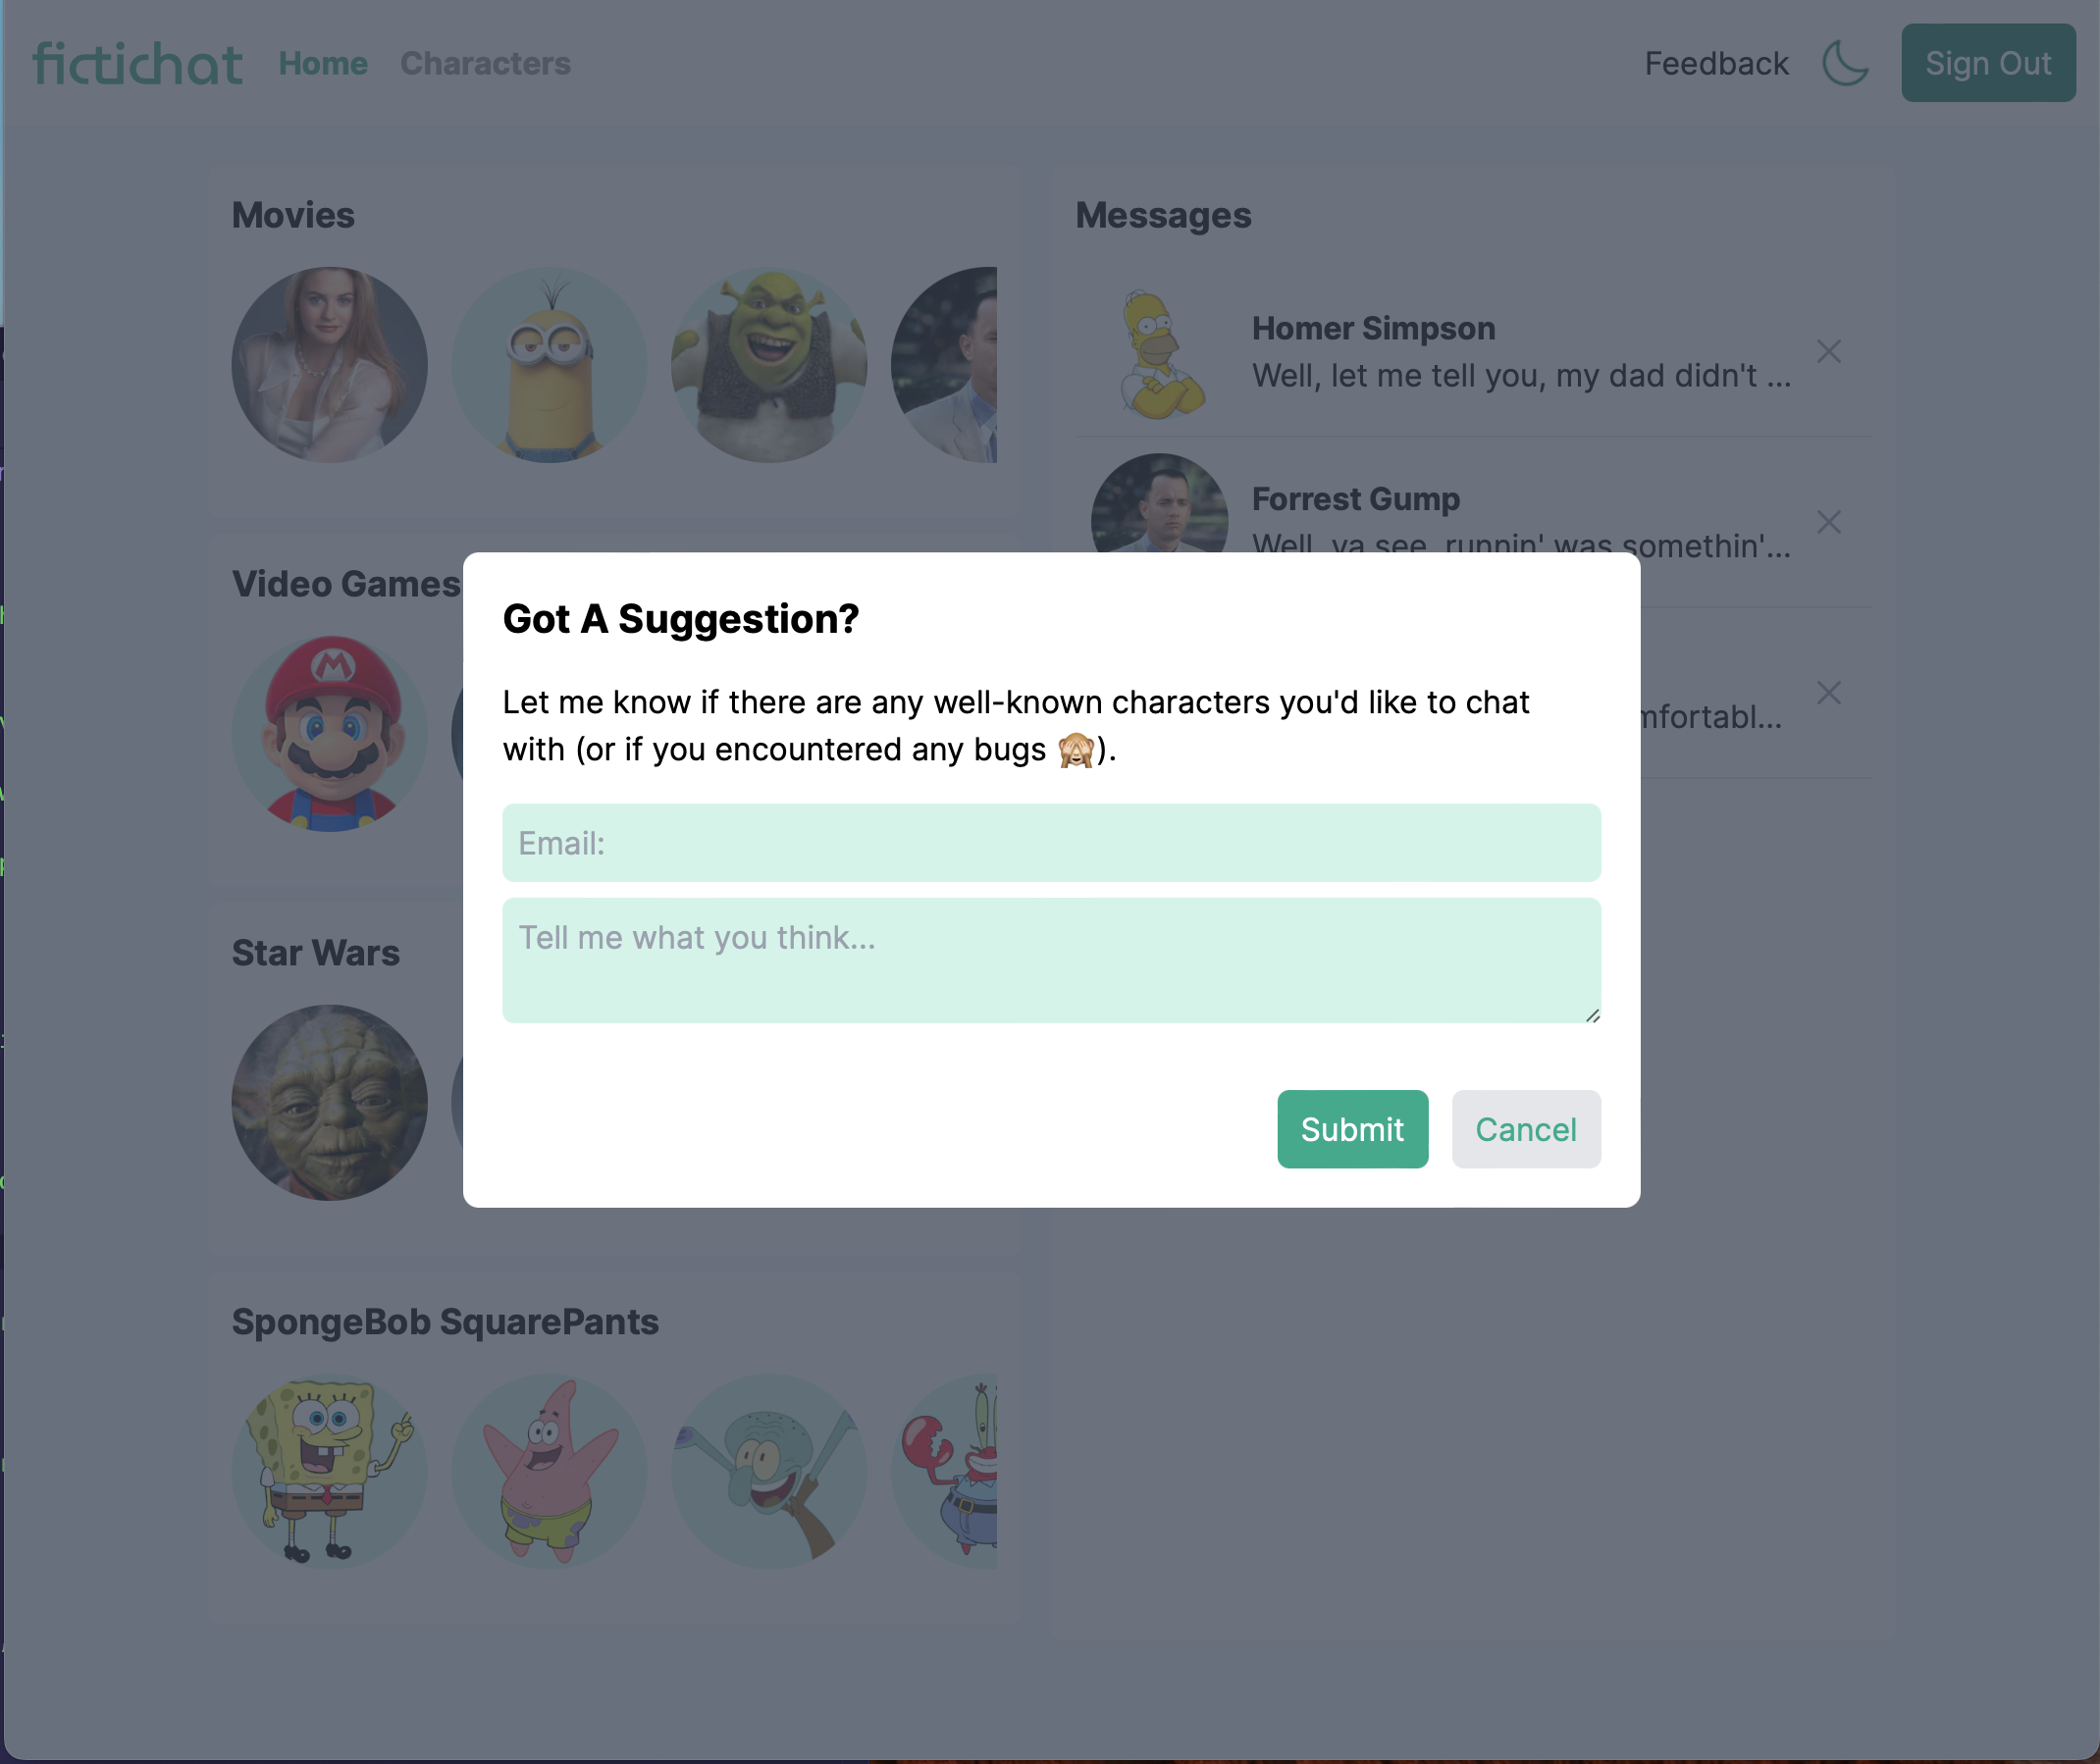 fictichat Home Characters Feedback Sign Out
Movies
Messages
Homer Simpson
Well, let me tell you, my dad didn't ...
Forrest Gump
Well, ya see, runnin' was somethin'...
Video Games
M
mfortabl...
Got A Suggestion?
Let me know if there are any well-known characters you'd like to chat
with (or if you encountered any bugs 🙈).
Email:
Tell me what you think...
Submit Cancel
Star Wars
SpongeBob SquarePants